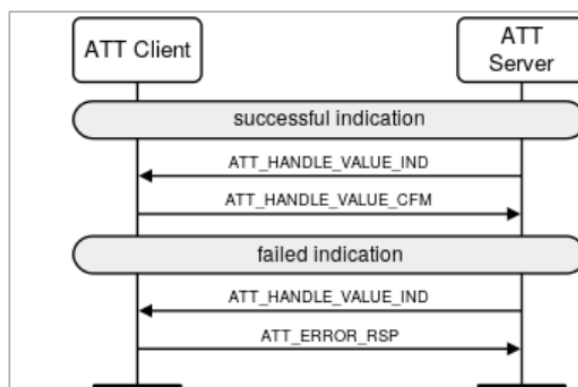 ATT Client
ATT
Server
successful indication
ATT_HANDLE_VALUE_IND
ATT_HANDLE_VALUE_CFM
failed indication
ATT_HANDLE_VALUE_IND
ATT_ERROR_RSP